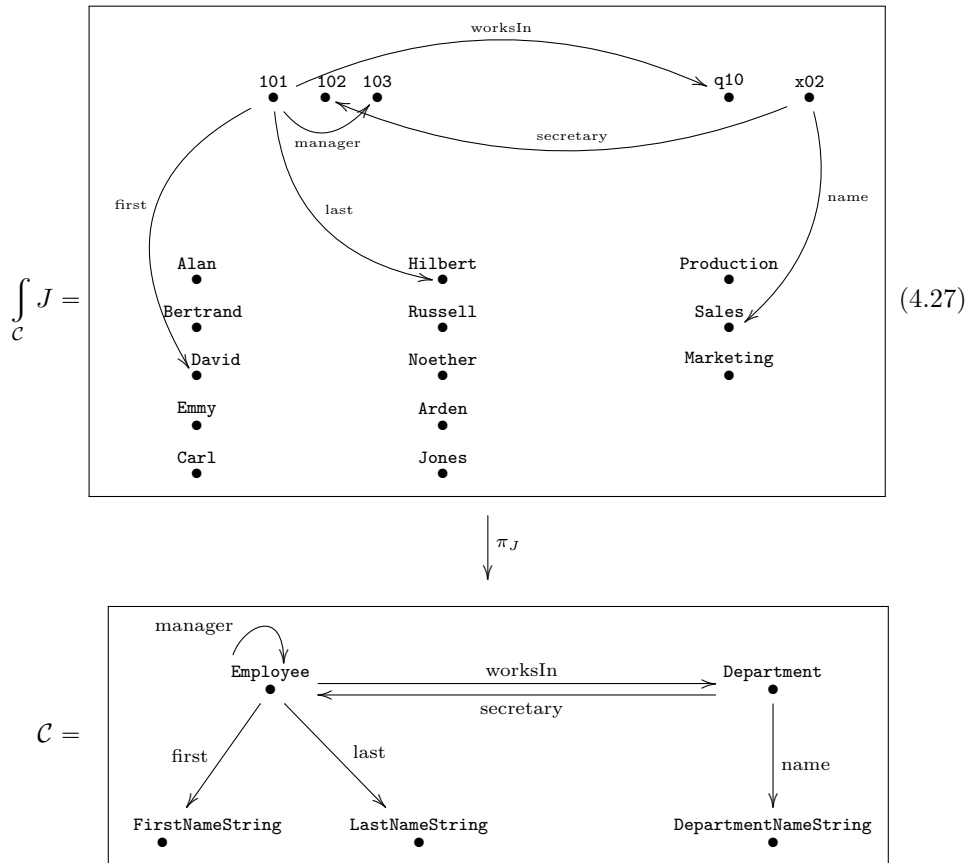 worksIn
101 102 103 q10 x02
secretary
manager
first last name
Alan Hilbert Production
∫ J = (4.27)
C
Bertrand Russell Sales
David Noether Marketing
Emmy Arden
Carl Jones
π_J
manager
Employee worksIn Department
secretary
C =
first last name
FirstNameString LastNameString DepartmentNameString